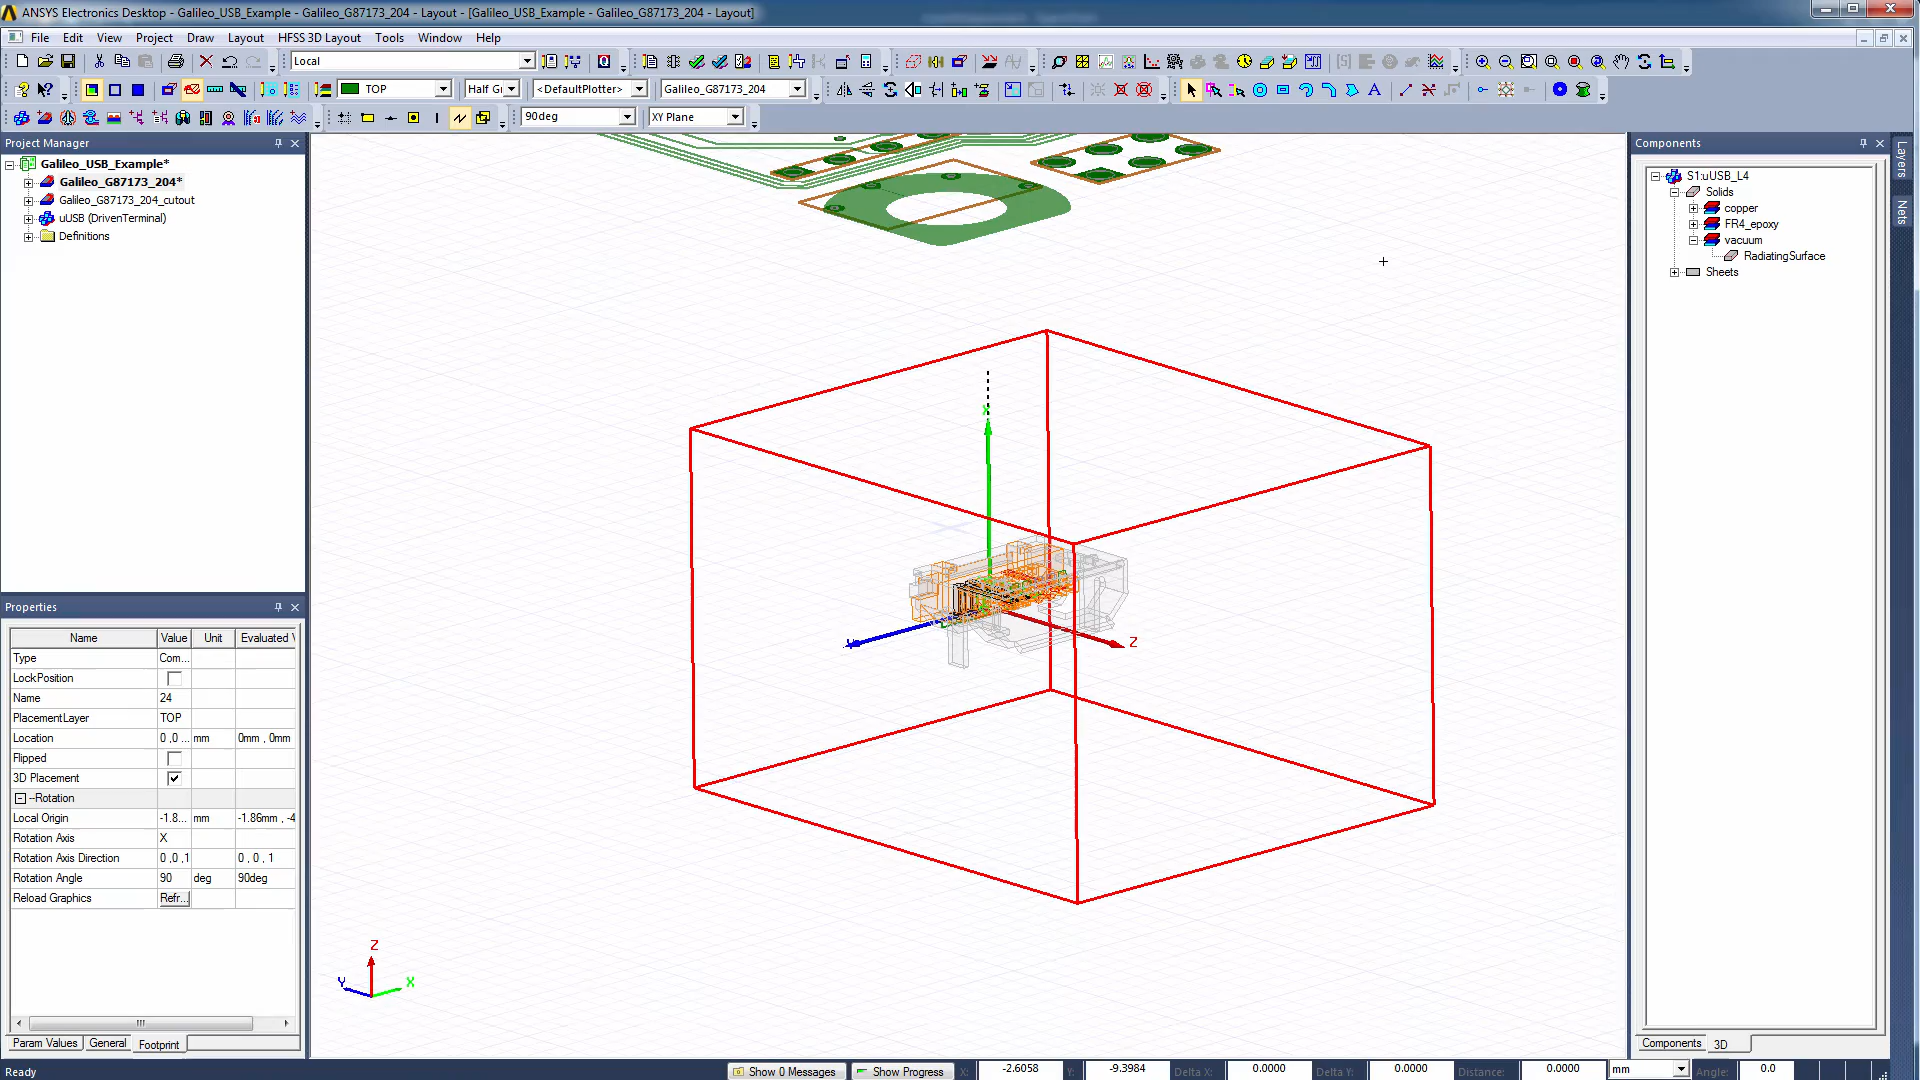 ANSYS Electronics Desktop - Galileo_USB_Example - Galileo_G87173_204 - Layout - [Galileo_USB_Example - Galileo_G87173_204 - Layout]
File Edit View Project Draw Layout HFSS 3D Layout Tools Window Help
Local
TOP
<DefaultPlotter>
Galileo_G87173_204
90deg
XY Plane
Project Manager
Galileo_USB_Example*
Galileo_G87173_204*
Galileo_G87173_204_cutout
uUSB (DrivenTerminal)
Definitions
Properties
Name Value Unit Evaluated V
Type Com...
LockPosition
Name 24
PlacementLayer TOP
Location 0 ,0 ... mm 0mm , 0mm
Flipped
3D Placement
Rotation
Local Origin -1.8... mm -1.86mm , -4
Rotation Axis X
Rotation Axis Direction 0 ,0 ,1 0 , 0 , 1
Rotation Angle 90 deg 90deg
Reload Graphics Refr...
Param Values General Footprint
X
Z
Z
Y
X
Components
S1:uUSB_L4
Solids
copper
FR4_epoxy
vacuum
RadiatingSurface
Sheets
Components 3D
Layers
Nets
Ready
Show 0 Messages Show Progress X: -2.6058 Y: -9.3984 Delta X: 0.0000 Delta Y: 0.0000 Distance: 0.0000 mm Angle: 0.0